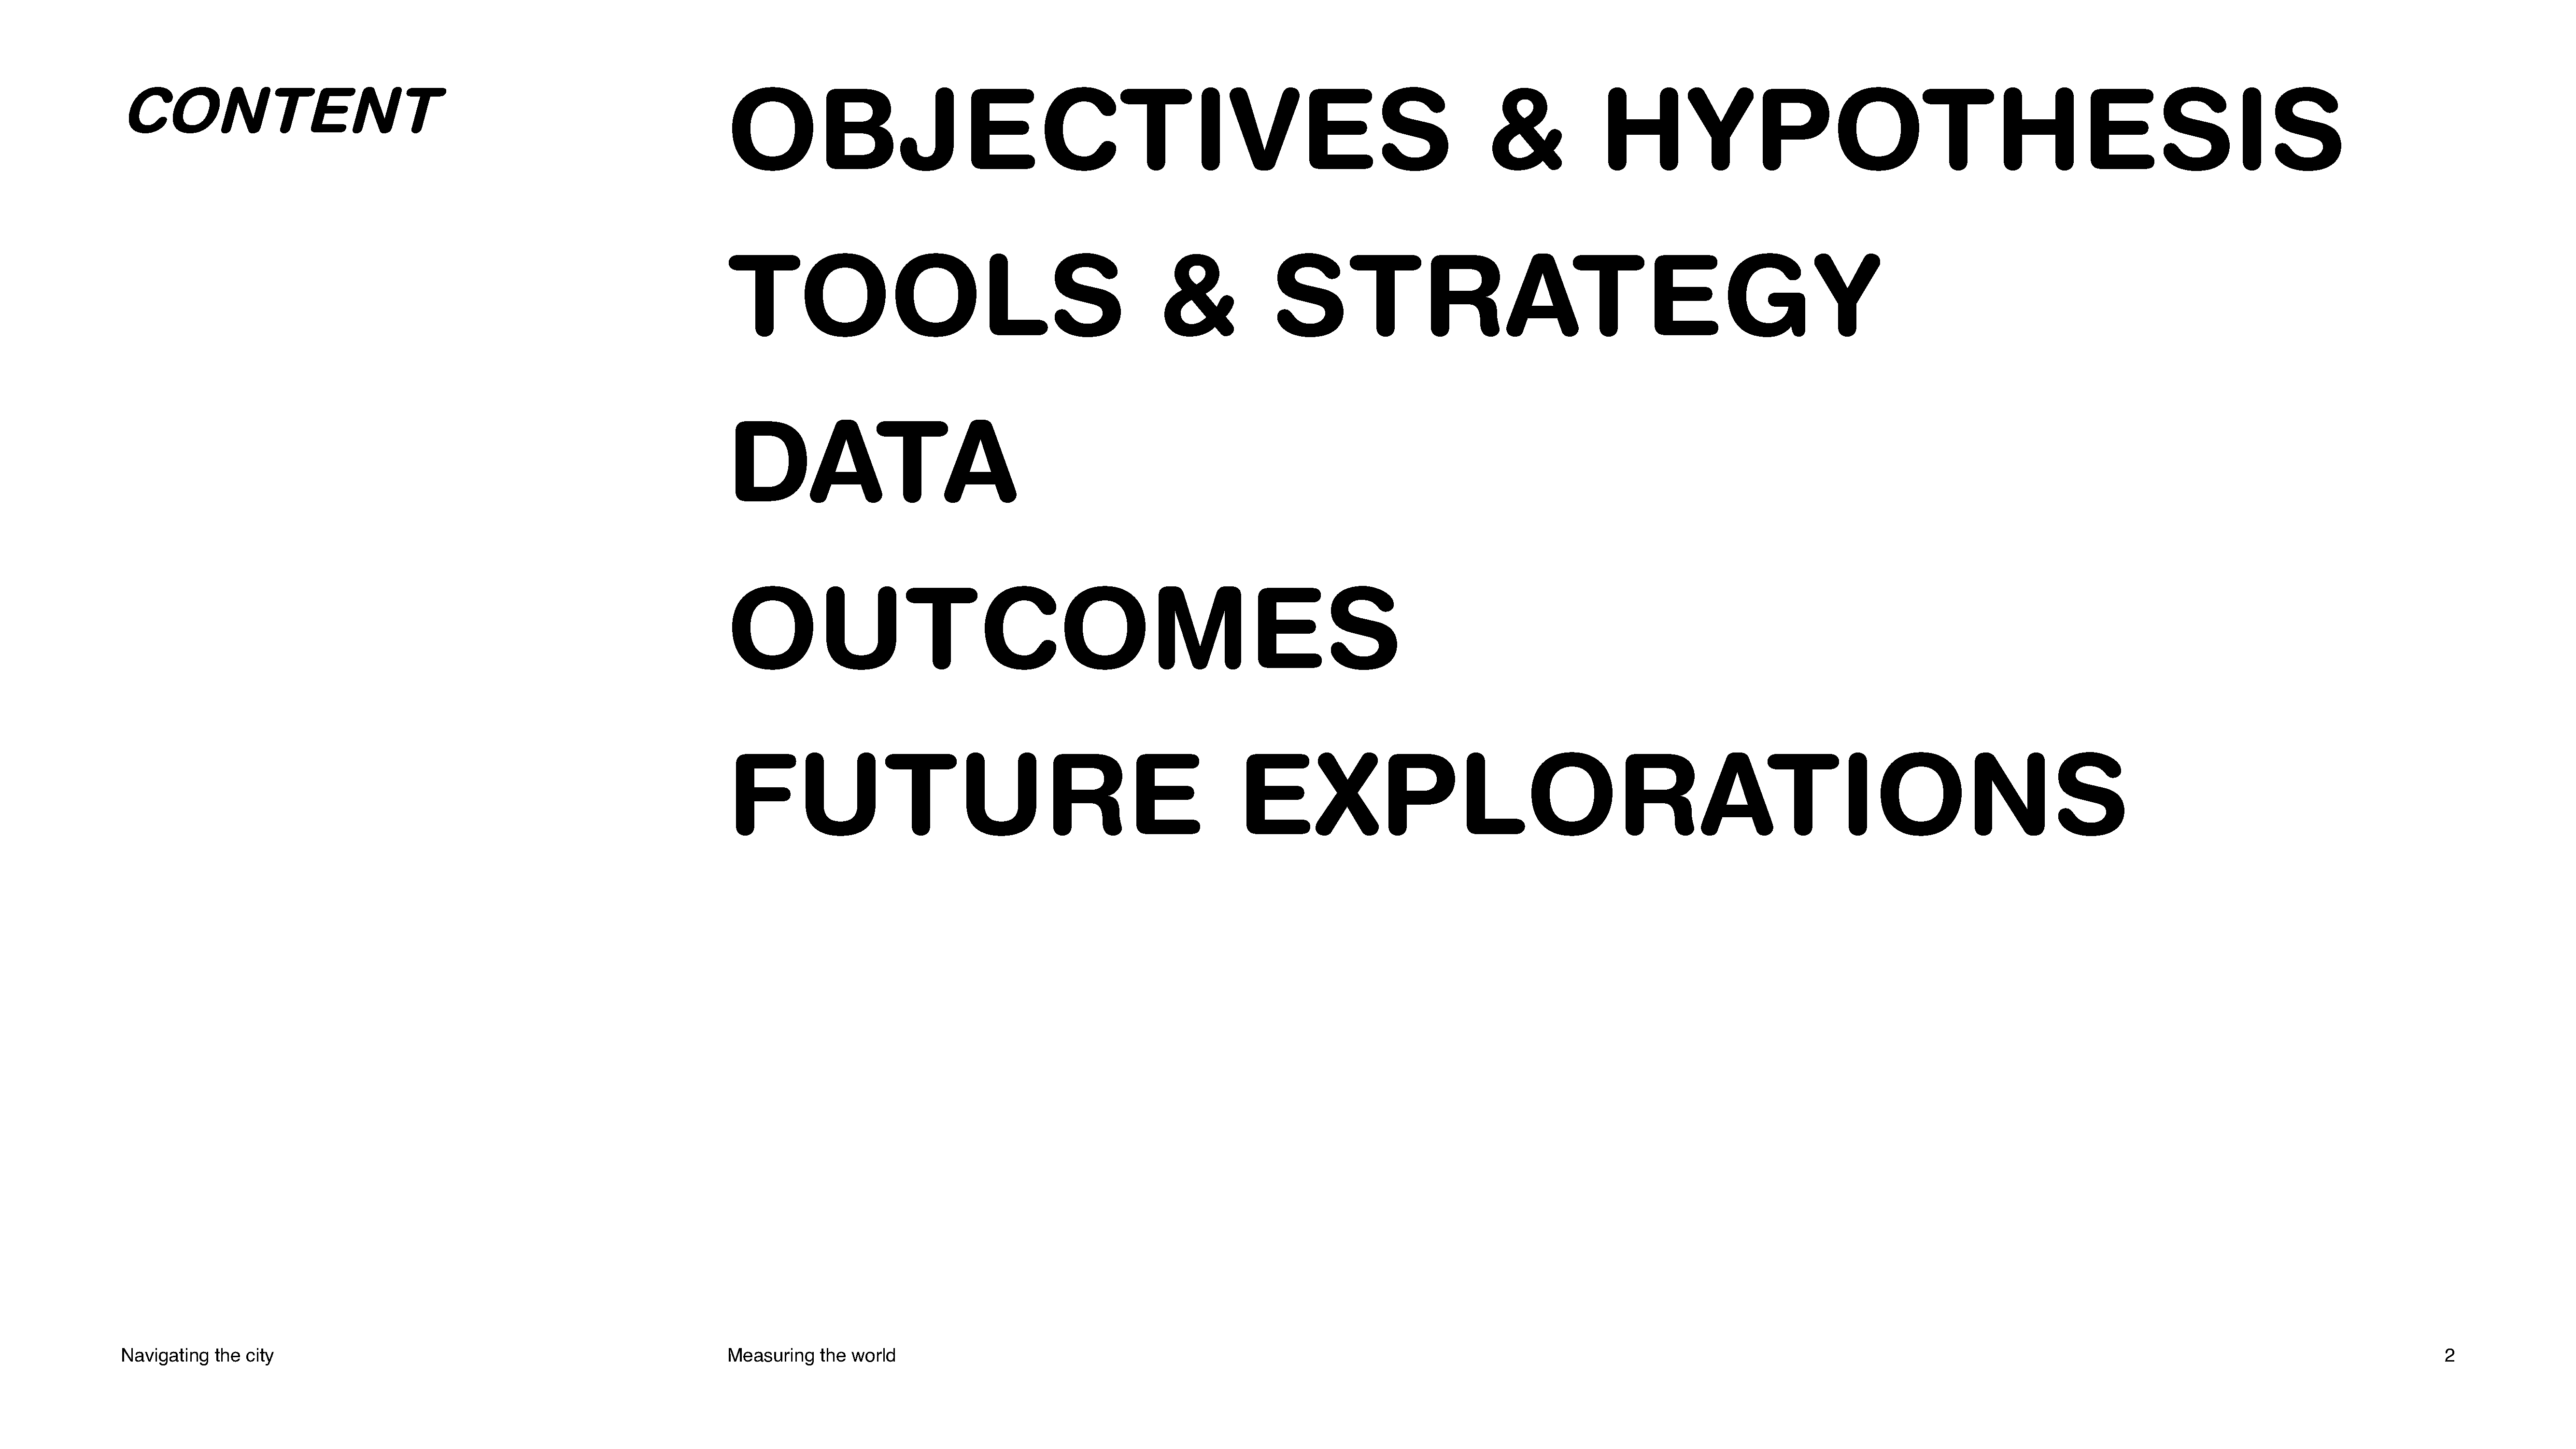 CONTENT
OBJECTIVES & HYPOTHESIS
TOOLS & STRATEGY
DATA
OUTCOMES
FUTURE EXPLORATIONS
Navigating the city
Measuring the world
2